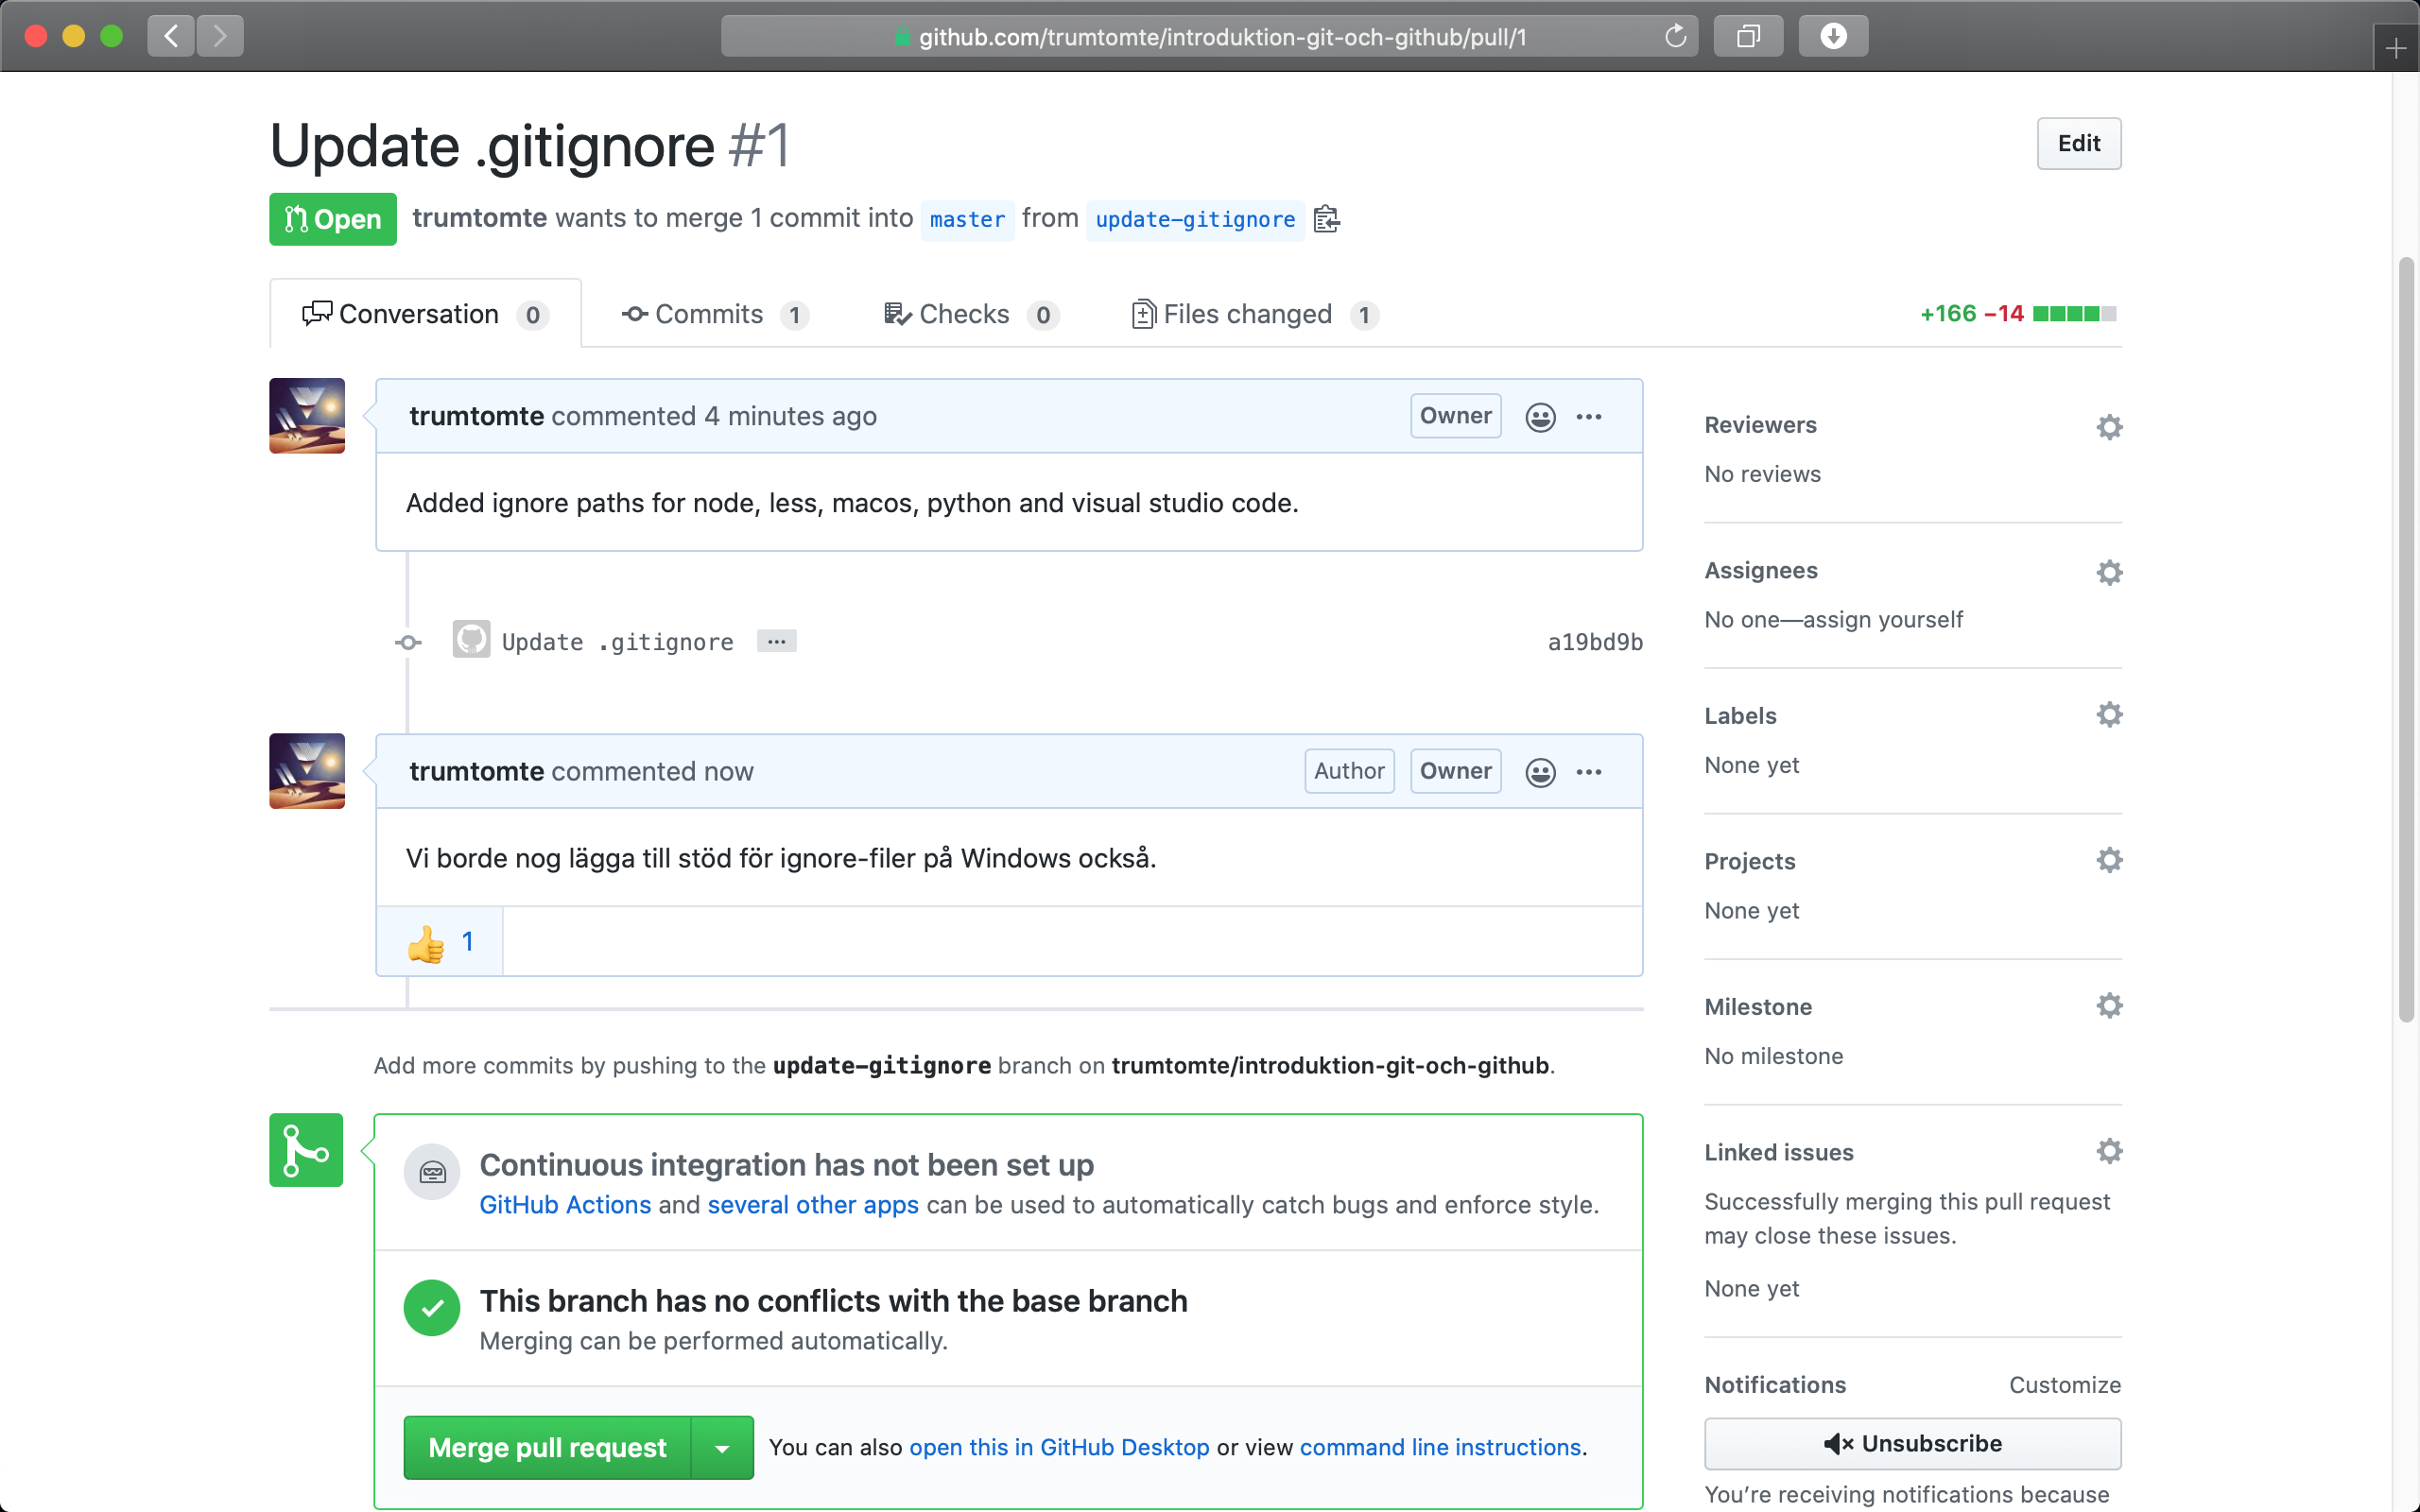 github.com/trumtomte/introduktion-git-och-github/pull/1
Update .gitignore #1
Edit
Open
trumtomte wants to merge 1 commit into master from update-gitignore
Conversation 0
Commits 1
Checks 0
Files changed 1
+166 −14
trumtomte commented 4 minutes ago
Owner
Added ignore paths for node, less, macos, python and visual studio code.
Update .gitignore
a19bd9b
trumtomte commented now
Author
Owner
Vi borde nog lägga till stöd för ignore-filer på Windows också.
1
Add more commits by pushing to the update-gitignore branch on trumtomte/introduktion-git-och-github.
Continuous integration has not been set up
GitHub Actions and several other apps can be used to automatically catch bugs and enforce style.
This branch has no conflicts with the base branch
Merging can be performed automatically.
Merge pull request
You can also open this in GitHub Desktop or view command line instructions.
Reviewers
No reviews
Assignees
No one—assign yourself
Labels
None yet
Projects
None yet
Milestone
No milestone
Linked issues
Successfully merging this pull request
may close these issues.
None yet
Notifications
Customize
Unsubscribe
You’re receiving notifications because